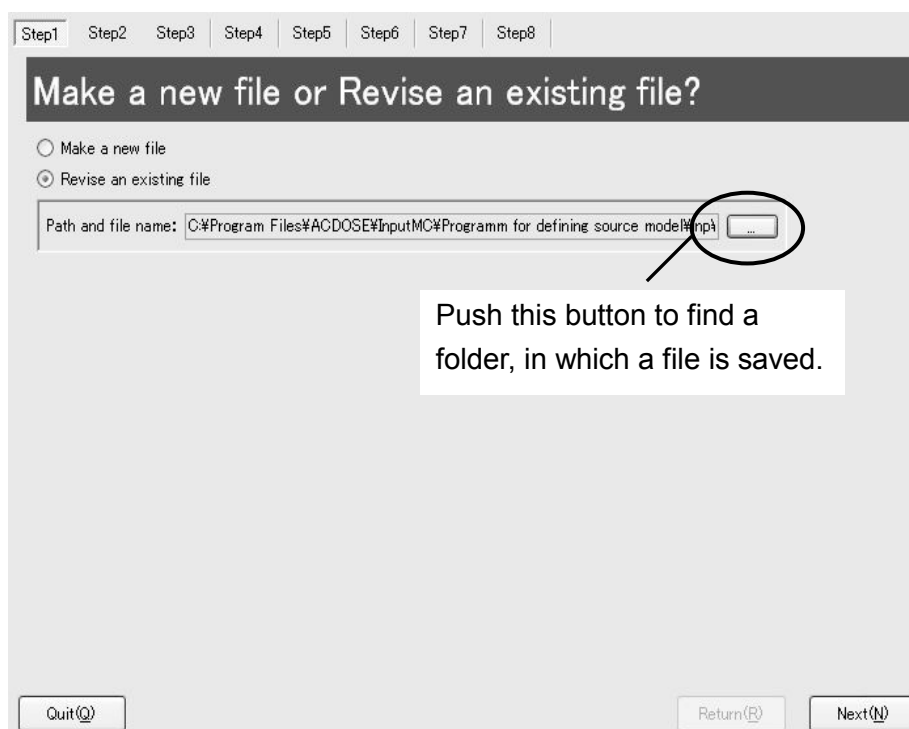 Step1 Step2 Step3 Step4 Step5 Step6 Step7 Step8
Make a new file or Revise an existing file?
Make a new file
Revise an existing file
Path and file name: C:¥Program Files¥ACDOSE¥InputMC¥Programm for defining source model¥inp¥ ...
Push this button to find a
folder, in which a file is saved.
Quit(Q) Return(R) Next(N)